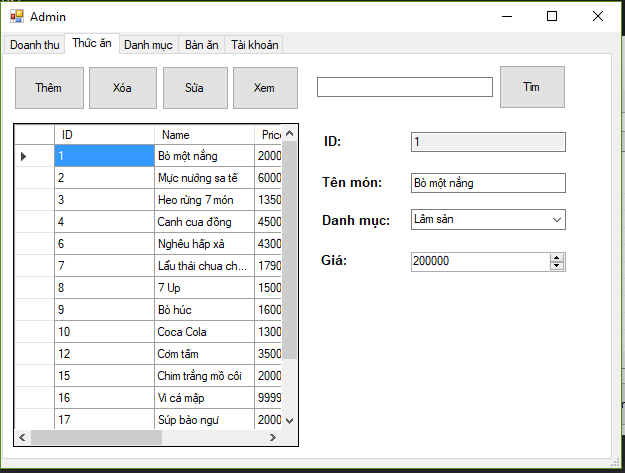 Admin
Doanh thu Thức ăn Danh mục Bàn ăn Tài khoản
Thêm Xóa Sửa Xem Tìm
ID Name Price
1 Bò một nắng 2000
2 Mực nướng sa tế 6000
3 Heo rừng 7 món 1350
4 Canh cua đồng 4500
6 Nghêu hấp xả 4300
7 Lẩu thái chua ch... 1790
8 7 Up 1500
9 Bò húc 1600
10 Coca Cola 1300
12 Cơm tấm 3500
15 Chim trắng mồ côi 2000
16 Vi cá mập 9999
17 Súp bào ngư 2000
ID: 1
Tên món: Bò một nắng
Danh mục: Lâm sản
Giá: 200000